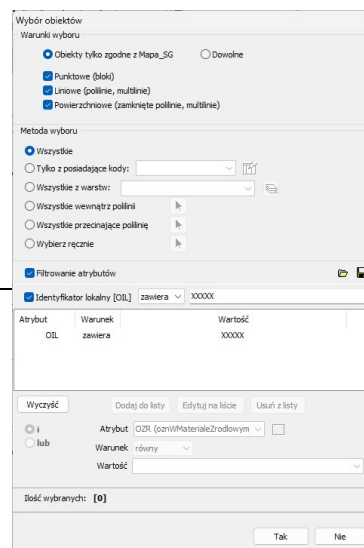 Wybór obiektów
Warunki wyboru
Obiekty tylko zgodne z Mapa_SG Dowolne
Punktowe (bloki)
Liniowe (polilinie, multilinie)
Powierzchniowe (zamknięte polilinie, multilinie)
Metoda wyboru
Wszystkie
Tylko z posiadające kody:
Wszystkie z warstw:
Wszystkie wewnątrz polilinii
Wszystkie przecinające polilinię
Wybierz ręcznie
Filtrowanie atrybutów
Identyfikator lokalny [OIL] zawiera XXXXX
Atrybut Warunek Wartość
OIL zawiera XXXXX
Wyczyść Dodaj do listy Edytuj na liście Usuń z listy
i Atrybut OZR (oznWMaterialeZrodlowym
lub Warunek równy
Wartość
Ilość wybranych: [0]
Tak Nie